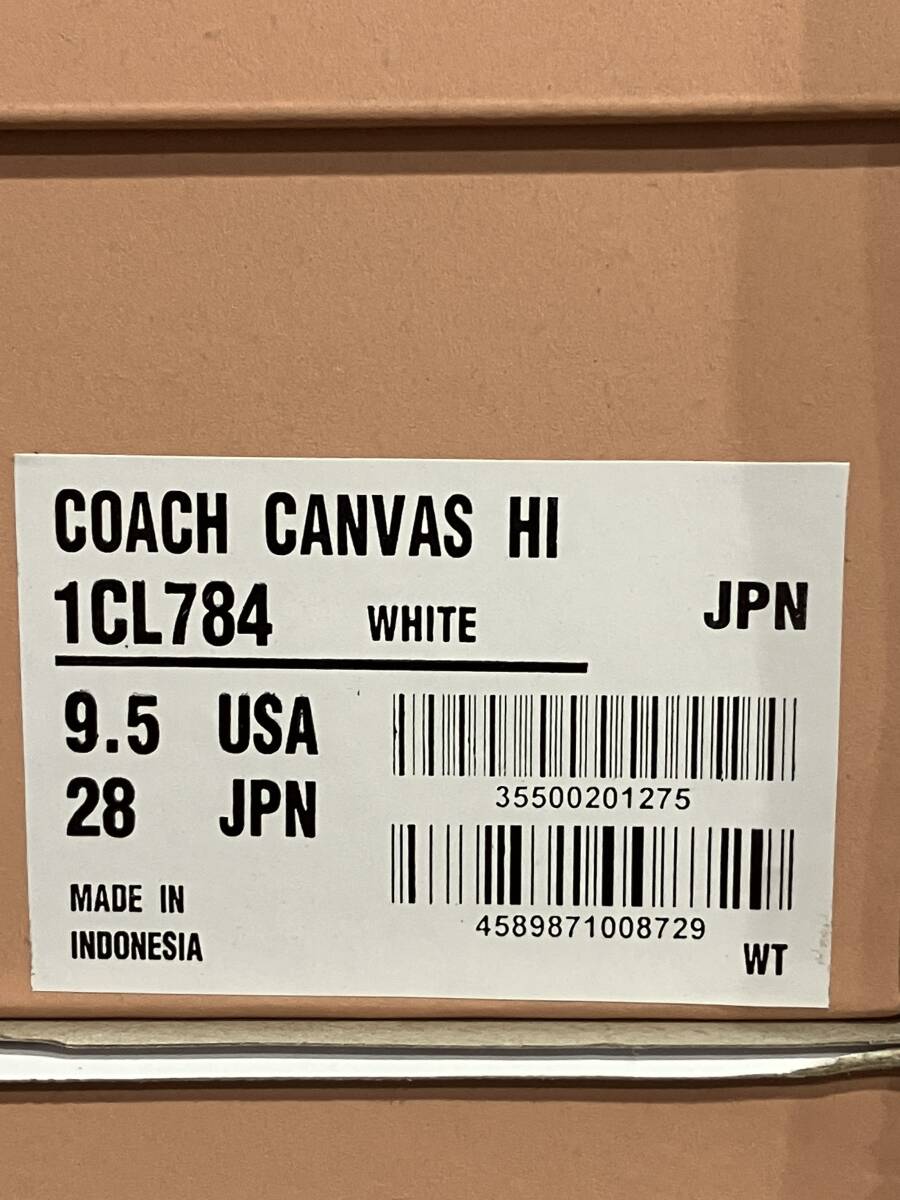 COACH CANVAS HI
1CL784 WHITE JPN
9.5 USA
28 JPN
35500201275
4589871008729
MADE IN
INDONESIA
WT